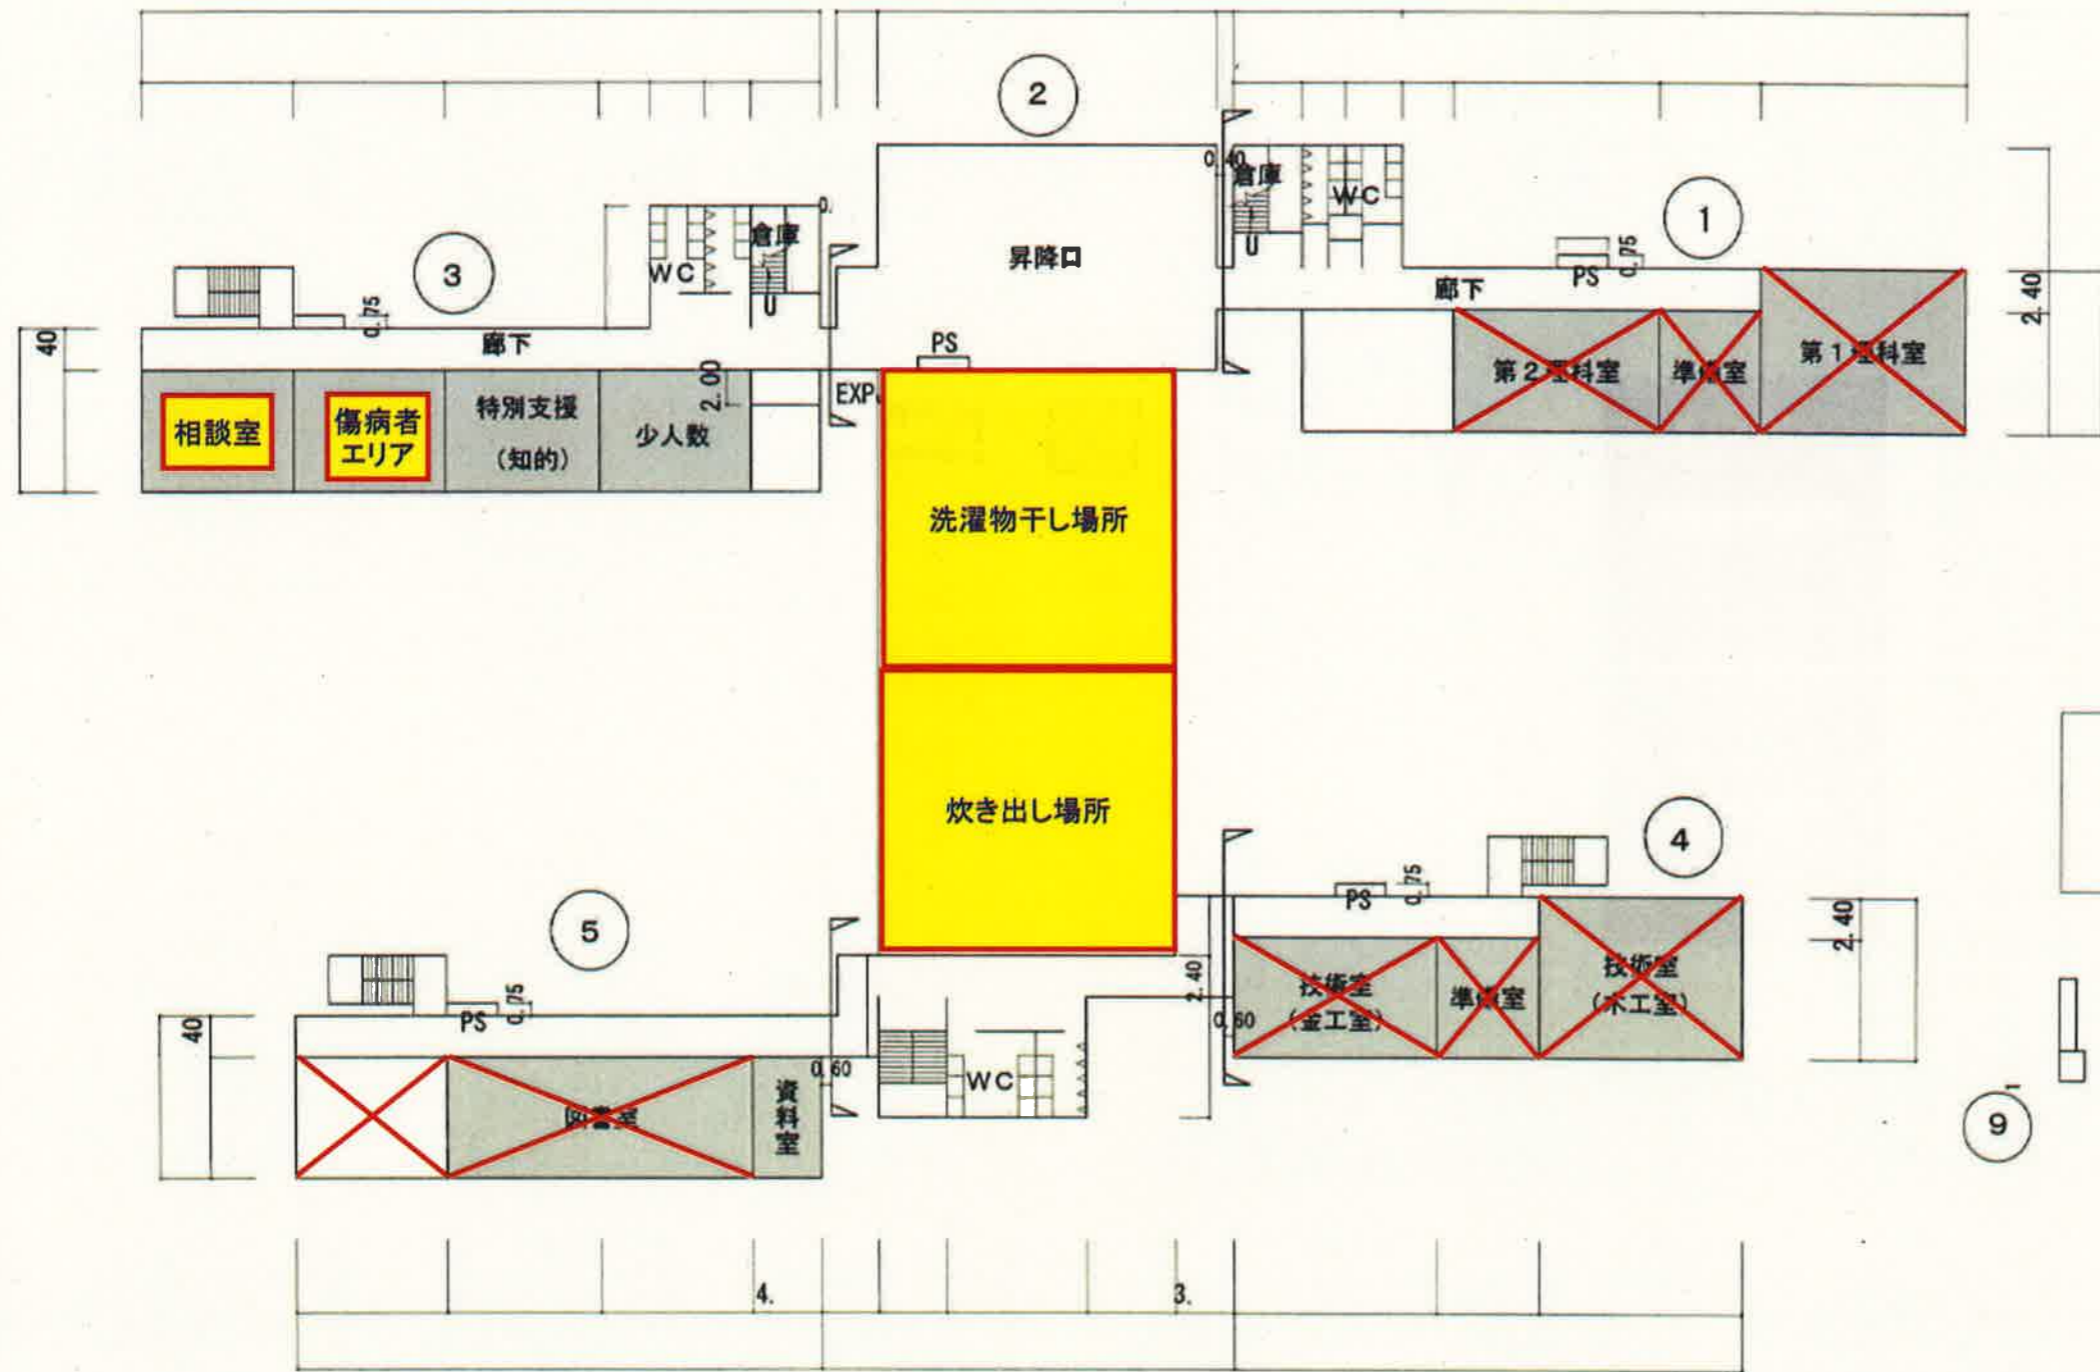 2
0.40
倉庫
WC
U
1
PS
0.75
廊下
2.40
第2理科室
準備室
第1理科室
昇降口
PS
0.
倉庫
WC
U
3
0.75
廊下
40
2.00
EXP.
相談室
傷病者
エリア
特別支援
(知的)
少人数
洗濯物干し場所
炊き出し場所
4
PS
0.75
2.40
技術室
(金工室)
準備室
技術室
(木工室)
2.40
0.60
5
PS
0.75
40
図書室
資料室
0.60
WC
9
1
4.
3.